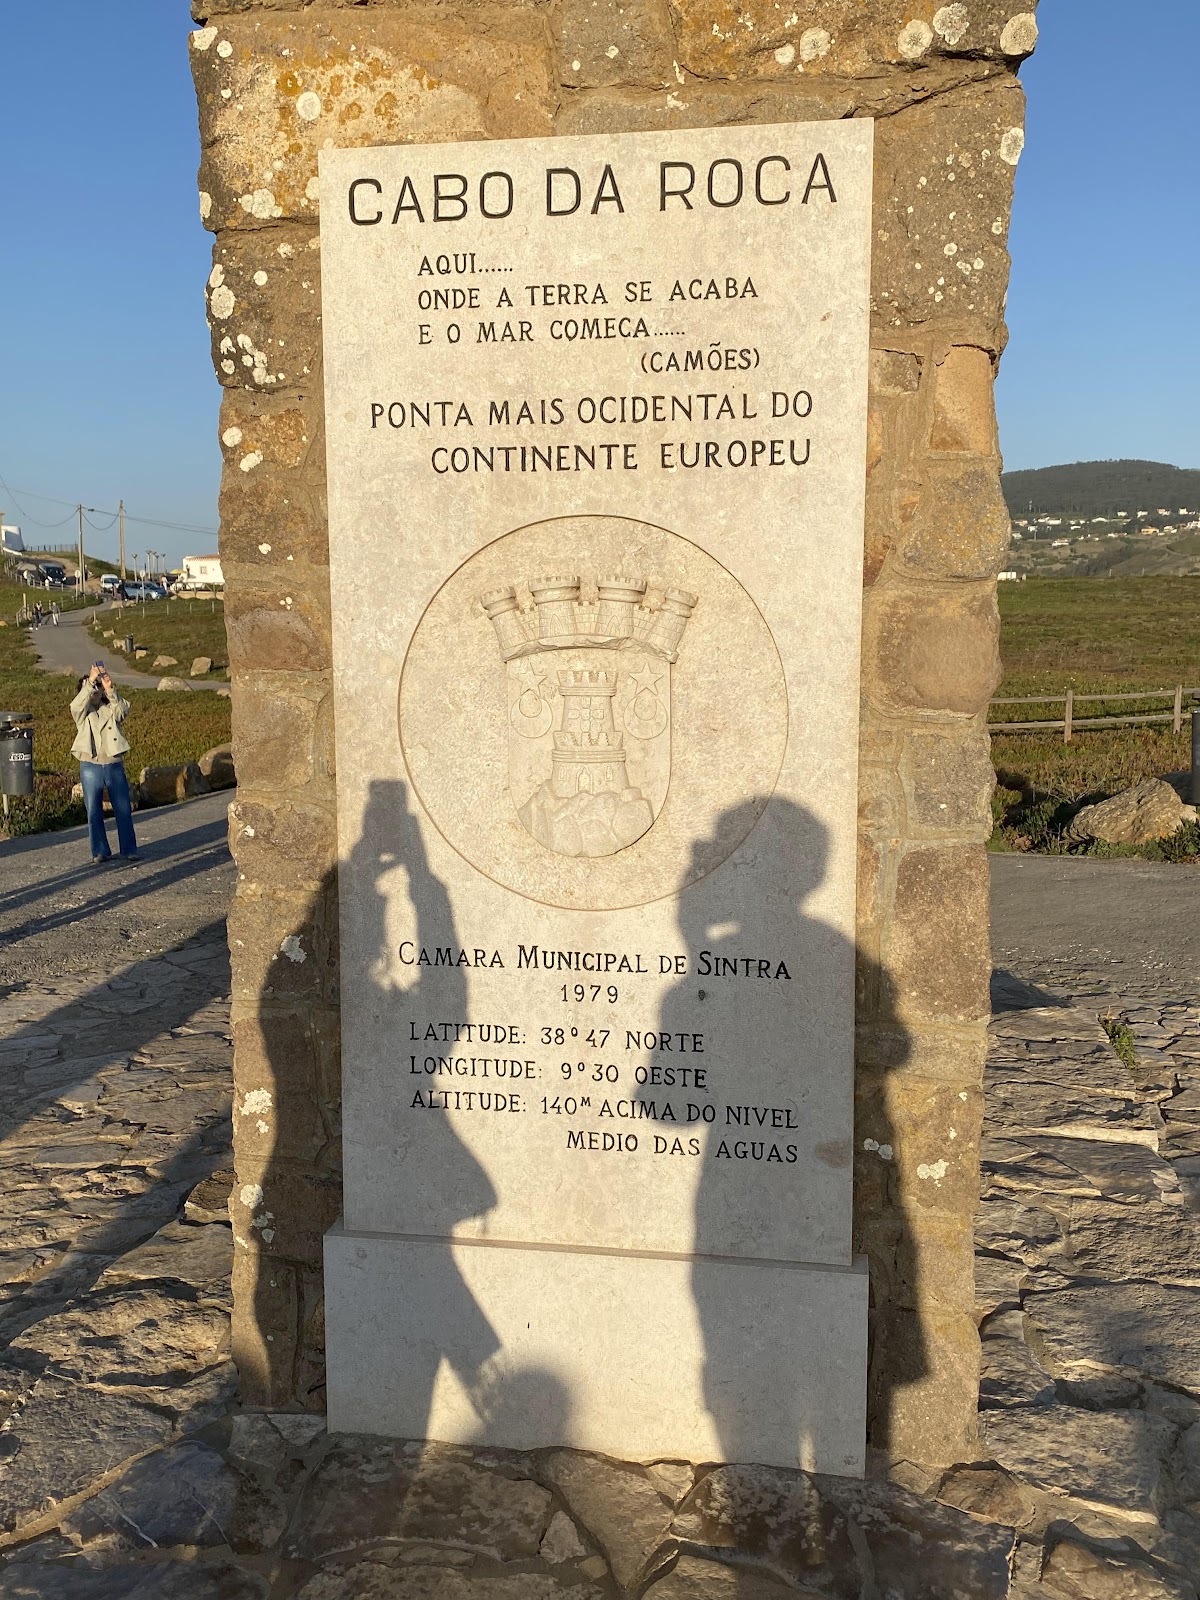 CABO DA ROCA
AQUI......
ONDE A TERRA SE ACABA
E O MAR COMEÇA......
(CAMÕES)
PONTA MAIS OCIDENTAL DO
CONTINENTE EUROPEU
CAMARA MUNICIPAL DE SINTRA
1979
LATITUDE: 38º 47 NORTE
LONGITUDE: 9º 30 OESTE
ALTITUDE: 140M ACIMA DO NIVEL
MEDIO DAS AGUAS